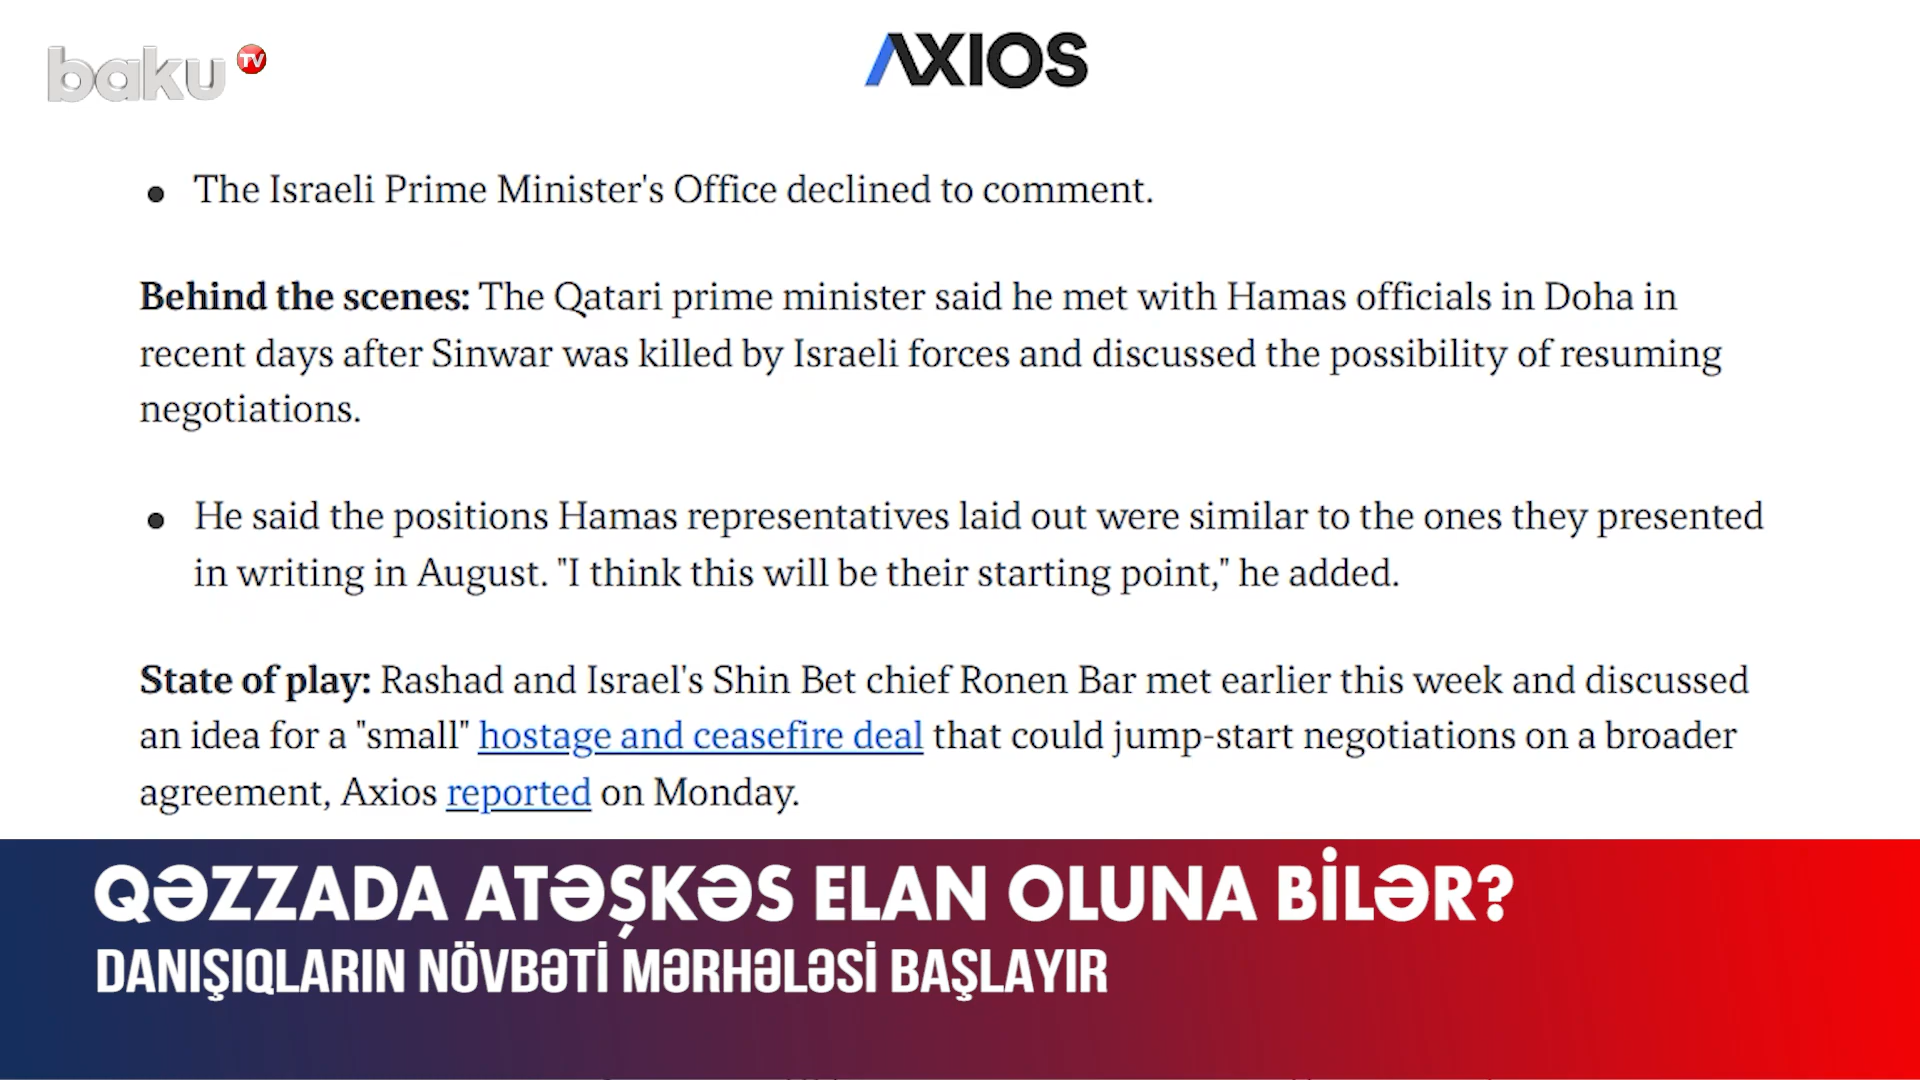 baku TV
AXIOS
• The Israeli Prime Minister's Office declined to comment.
Behind the scenes: The Qatari prime minister said he met with Hamas officials in Doha in
recent days after Sinwar was killed by Israeli forces and discussed the possibility of resuming
negotiations.
• He said the positions Hamas representatives laid out were similar to the ones they presented
in writing in August. "I think this will be their starting point," he added.
State of play: Rashad and Israel's Shin Bet chief Ronen Bar met earlier this week and discussed
an idea for a "small" hostage and ceasefire deal that could jump-start negotiations on a broader
agreement, Axios reported on Monday.
QƏZZADA ATƏŞKƏS ELAN OLUNA BİLƏR?
DANIŞIQLARIN NÖVBƏTİ MƏRHƏLƏSİ BAŞLAYIR